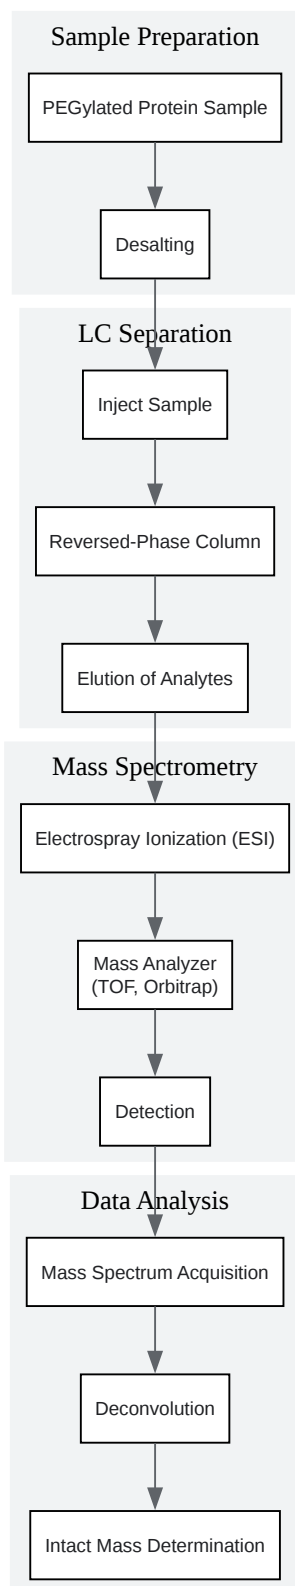 Sample Preparation
PEGylated Protein Sample
Desalting
LC Separation
Inject Sample
Reversed-Phase Column
Elution of Analytes
Mass Spectrometry
Electrospray Ionization (ESI)
Mass Analyzer
(TOF, Orbitrap)
Detection
Data Analysis
Mass Spectrum Acquisition
Deconvolution
Intact Mass Determination